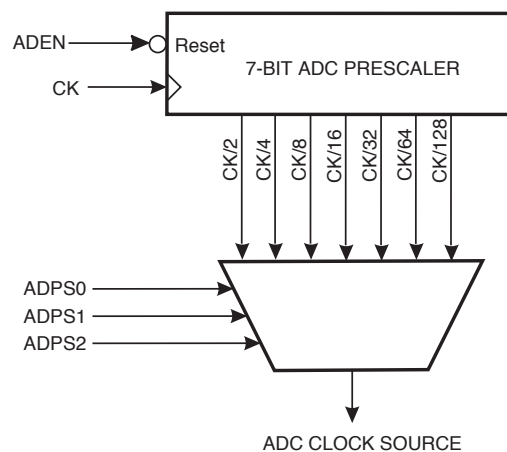 ADEN
Reset
7-BIT ADC PRESCALER
CK
CK/2
CK/4
CK/8
CK/16
CK/32
CK/64
CK/128
ADPS0
ADPS1
ADPS2
ADC CLOCK SOURCE